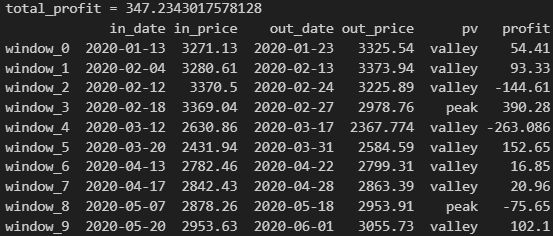 total_profit = 347.2343017578128
in_date in_price out_date out_price pv profit
window_0 2020-01-13 3271.13 2020-01-23 3325.54 valley 54.41
window_1 2020-02-04 3280.61 2020-02-13 3373.94 valley 93.33
window_2 2020-02-12 3370.5 2020-02-24 3225.89 valley -144.61
window_3 2020-02-18 3369.04 2020-02-27 2978.76 peak 390.28
window_4 2020-03-12 2630.86 2020-03-17 2367.774 valley -263.086
window_5 2020-03-20 2431.94 2020-03-31 2584.59 valley 152.65
window_6 2020-04-13 2782.46 2020-04-22 2799.31 valley 16.85
window_7 2020-04-17 2842.43 2020-04-28 2863.39 valley 20.96
window_8 2020-05-07 2878.26 2020-05-18 2953.91 peak -75.65
window_9 2020-05-20 2953.63 2020-06-01 3055.73 valley 102.1